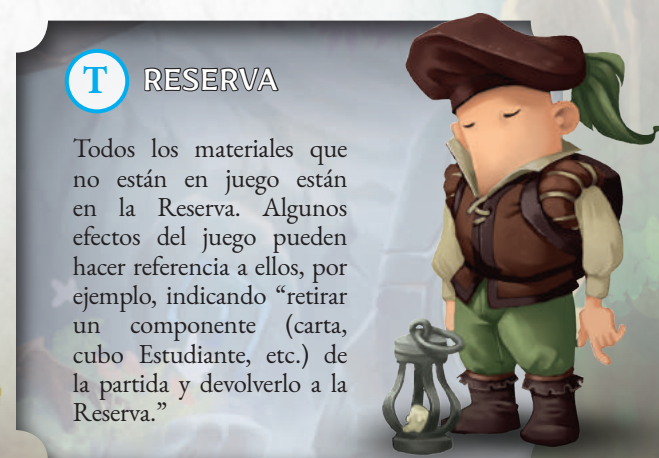 T RESERVA
Todos los materiales que
no están en juego están
en la Reserva. Algunos
efectos del juego pueden
hacer referencia a ellos, por
ejemplo, indicando “retirar
un componente (carta,
cubo Estudiante, etc.) de
la partida y devolverlo a la
Reserva.”